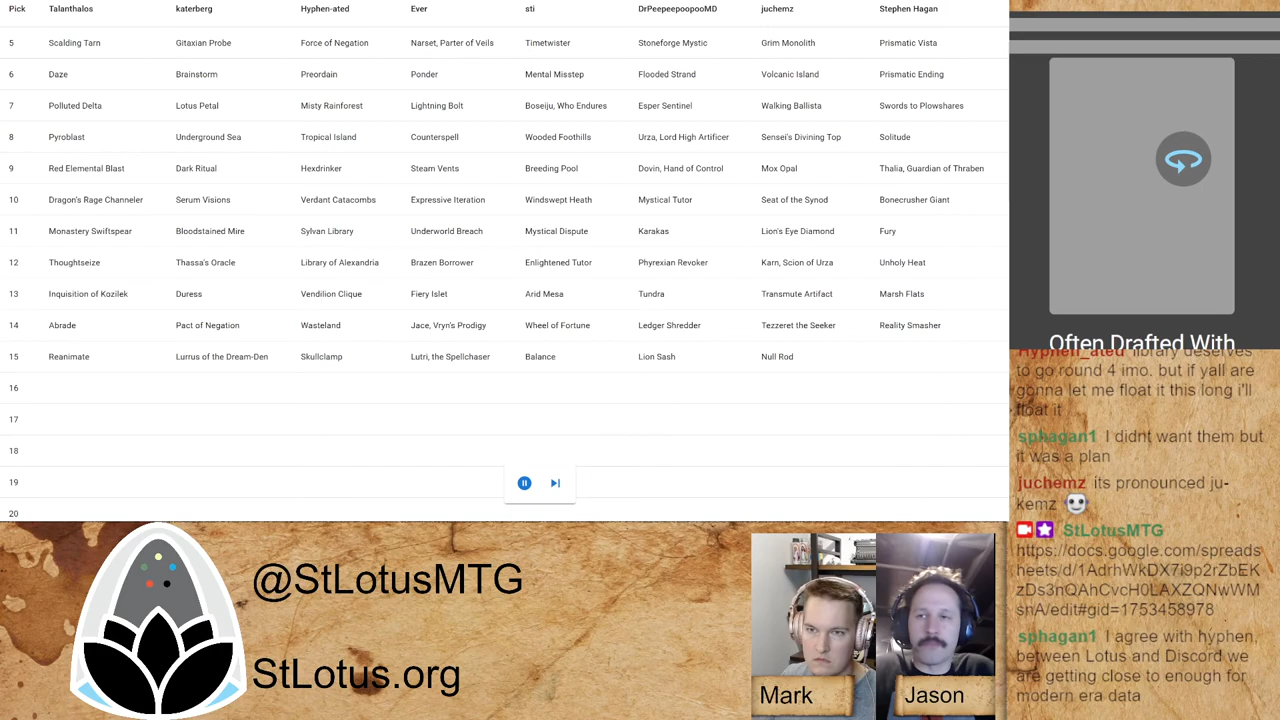 Pick Talanthalos katerberg Hyphen-ated Ever sti DrPeepeepoopooMD juchemz Stephen Hagan
5 Scalding Tarn Gitaxian Probe Force of Negation Narset, Parter of Veils Timetwister Stoneforge Mystic Grim Monolith Prismatic Vista
6 Daze Brainstorm Preordain Ponder Mental Misstep Flooded Strand Volcanic Island Prismatic Ending
7 Polluted Delta Lotus Petal Misty Rainforest Lightning Bolt Boseiju, Who Endures Esper Sentinel Walking Ballista Swords to Plowshares
8 Pyroblast Underground Sea Tropical Island Counterspell Wooded Foothills Urza, Lord High Artificer Sensei's Divining Top Solitude
9 Red Elemental Blast Dark Ritual Hexdrinker Steam Vents Breeding Pool Dovin, Hand of Control Mox Opal Thalia, Guardian of Thraben
10 Dragon's Rage Channeler Serum Visions Verdant Catacombs Expressive Iteration Windswept Heath Mystical Tutor Seat of the Synod Bonecrusher Giant
11 Monastery Swiftspear Bloodstained Mire Sylvan Library Underworld Breach Mystical Dispute Karakas Lion's Eye Diamond Fury
12 Thoughtseize Thassa's Oracle Library of Alexandria Brazen Borrower Enlightened Tutor Phyrexian Revoker Karn, Scion of Urza Unholy Heat
13 Inquisition of Kozilek Duress Vendilion Clique Fiery Islet Arid Mesa Tundra Transmute Artifact Marsh Flats
14 Abrade Pact of Negation Wasteland Jace, Vryn's Prodigy Wheel of Fortune Ledger Shredder Tezzeret the Seeker Reality Smasher
15 Reanimate Lurrus of the Dream-Den Skullclamp Lutri, the Spellchaser Balance Lion Sash Null Rod
16
17
18
19
20
Often Drafted With
Hyphen_ated library deserves
to go round 4 imo. but if yall are
gonna let me float it this long i'll
float it
sphagan1 I didnt want them but
it was a plan
juchemz its pronounced ju-
kemz
StLotusMTG
https://docs.google.com/spreads
heets/d/1AdrhWkDX7i9p2rZbEK
zDs3nQAhCvcH0LAXZQNwWM
snA/edit#gid=1753458978
sphagan1 I agree with hyphen,
between Lotus and Discord we
are getting close to enough for
modern era data
@StLotusMTG
StLotus.org
Mark
Jason